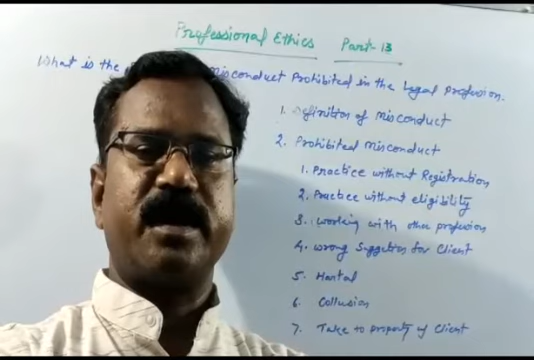 Professional Ethics Part-13
What is the misconduct Prohibited in the Legal Profession.
1. Definition of misconduct
2. Prohibited misconduct
1. Practice without Registration
2. Practice without eligibility
3. working with other profession
4. wrong Suggestion for Client
5. Hartal
6. Collusion
7. Take to property of Client